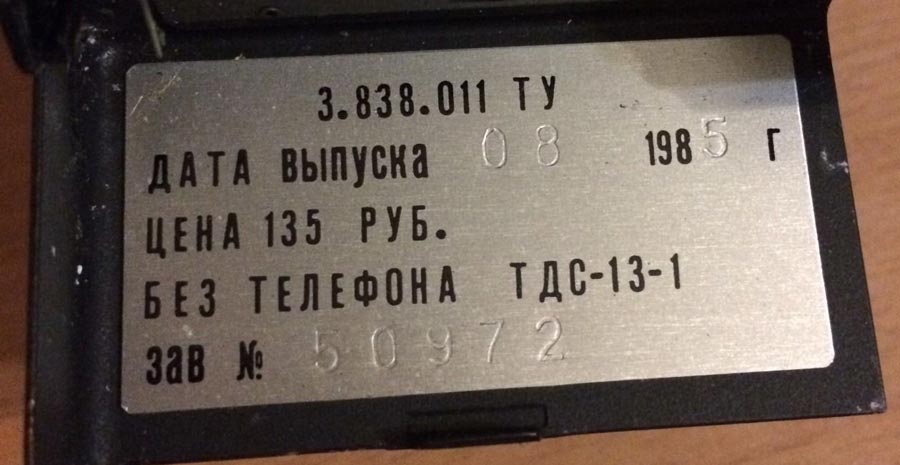 3.838.011 ТУ
ДАТА ВЫПУСКА 08 1985 Г
ЦЕНА 135 РУБ.
БЕЗ ТЕЛЕФОНА ТДС-13-1
ЗАВ № 50972